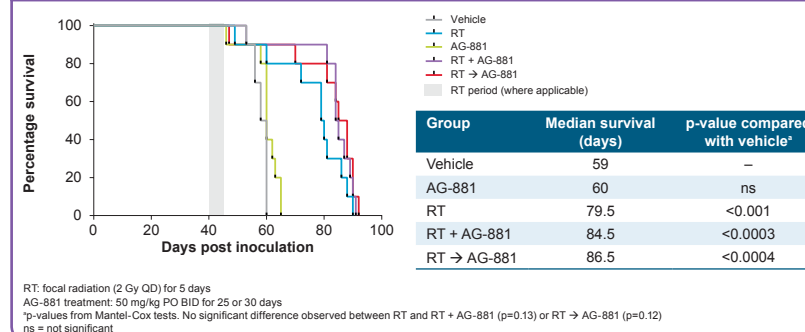 Percentage survival
100
80
60
40
20
0
0 20 40 60 80 100
Days post inoculation
Vehicle
RT
AG-881
RT + AG-881
RT → AG-881
RT period (where applicable)
Group Median survival (days) p-value compared with vehicleᵃ
Vehicle 59 –
AG-881 60 ns
RT 79.5 <0.001
RT + AG-881 84.5 <0.0003
RT → AG-881 86.5 <0.0004
RT: focal radiation (2 Gy QD) for 5 days
AG-881 treatment: 50 mg/kg PO BID for 25 or 30 days
ᵃp-values from Mantel-Cox tests. No significant difference observed between RT and RT + AG-881 (p=0.13) or RT → AG-881 (p=0.12)
ns = not significant